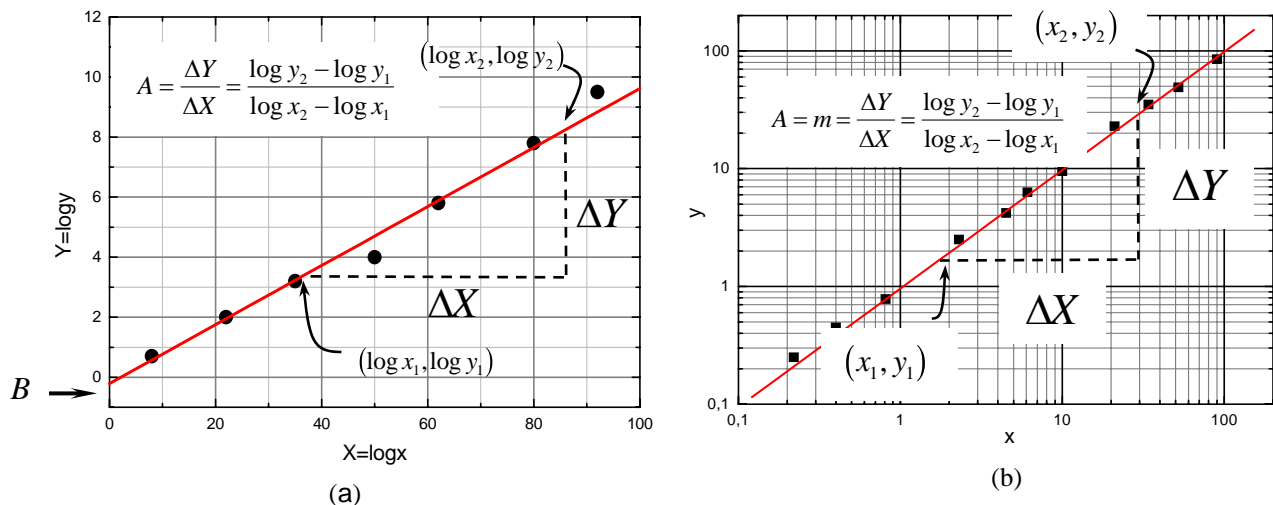 12
10
8
6
4
2
0
Y=logy
A = ΔY/ΔX = (log y₂ − log y₁)/(log x₂ − log x₁)
(log x₂, log y₂)
ΔY
ΔX
(log x₁, log y₁)
B
0 20 40 60 80 100
X=logx
(a)
100
10
1
0,1
y
(x₂, y₂)
A = m = ΔY/ΔX = (log y₂ − log y₁)/(log x₂ − log x₁)
ΔY
ΔX
(x₁, y₁)
0,1 1 10 100
x
(b)